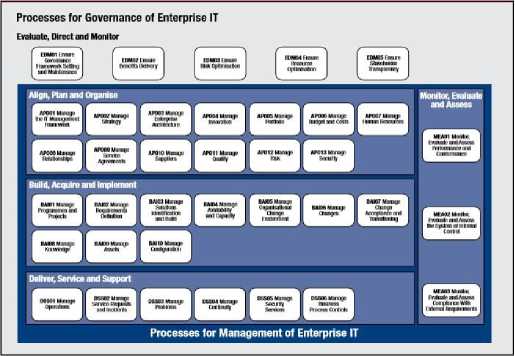 Processes for Governance of Enterprise IT
Evaluate, Direct and Monitor
EDM01 Ensure
Governance
Framework Setting
and Maintenance
EDM02 Ensure
Benefits Delivery
EDM03 Ensure
Risk Optimisation
EDM04 Ensure
Resource
Optimisation
EDM05 Ensure
Stakeholder
Transparency
Align, Plan and Organise
APO01 Manage
the IT Management
Framework
APO02 Manage
Strategy
APO03 Manage
Enterprise
Architecture
APO04 Manage
Innovation
APO05 Manage
Portfolio
APO06 Manage
Budget and Costs
APO07 Manage
Human Resources
APO08 Manage
Relationships
APO09 Manage
Service
Agreements
APO10 Manage
Suppliers
APO11 Manage
Quality
APO12 Manage
Risk
APO13 Manage
Security
Build, Acquire and Implement
BAI01 Manage
Programmes and
Projects
BAI02 Manage
Requirements
Definition
BAI03 Manage
Solutions
Identification
and Build
BAI04 Manage
Availability
and Capacity
BAI05 Manage
Organisational
Change
Enablement
BAI06 Manage
Changes
BAI07 Manage
Change
Acceptance and
Transitioning
BAI08 Manage
Knowledge
BAI09 Manage
Assets
BAI10 Manage
Configuration
Deliver, Service and Support
DSS01 Manage
Operations
DSS02 Manage
Service Requests
and Incidents
DSS03 Manage
Problems
DSS04 Manage
Continuity
DSS05 Manage
Security
Services
DSS06 Manage
Business
Process Controls
Monitor, Evaluate
and Assess
MEA01 Monitor,
Evaluate and Assess
Performance and
Conformance
MEA02 Monitor,
Evaluate and Assess
the System of Internal
Control
MEA03 Monitor,
Evaluate and Assess
Compliance With
External Requirements
Processes for Management of Enterprise IT